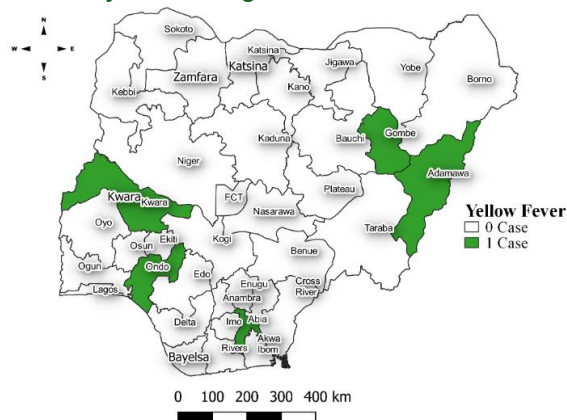 N
W E
S
Sokoto
Katsina
Katsina
Zamfara
Jigawa
Yobe
Borno
Kebbi
Kano
Kaduna
Bauchi
Gombe
Niger
Adamawa
Plateau
Kwara
Kwara
FCT
Nasarawa
Oyo
Taraba
Kogi
Osun
Ekiti
Benue
Ogun
Ondo
Edo
Lagos
Enugu
Cross
River
Anambra
Delta
Imo
Abia
Akwa
Ibom
Rivers
Bayelsa
Yellow Fever
0 Case
1 Case
0 100 200 300 400 km